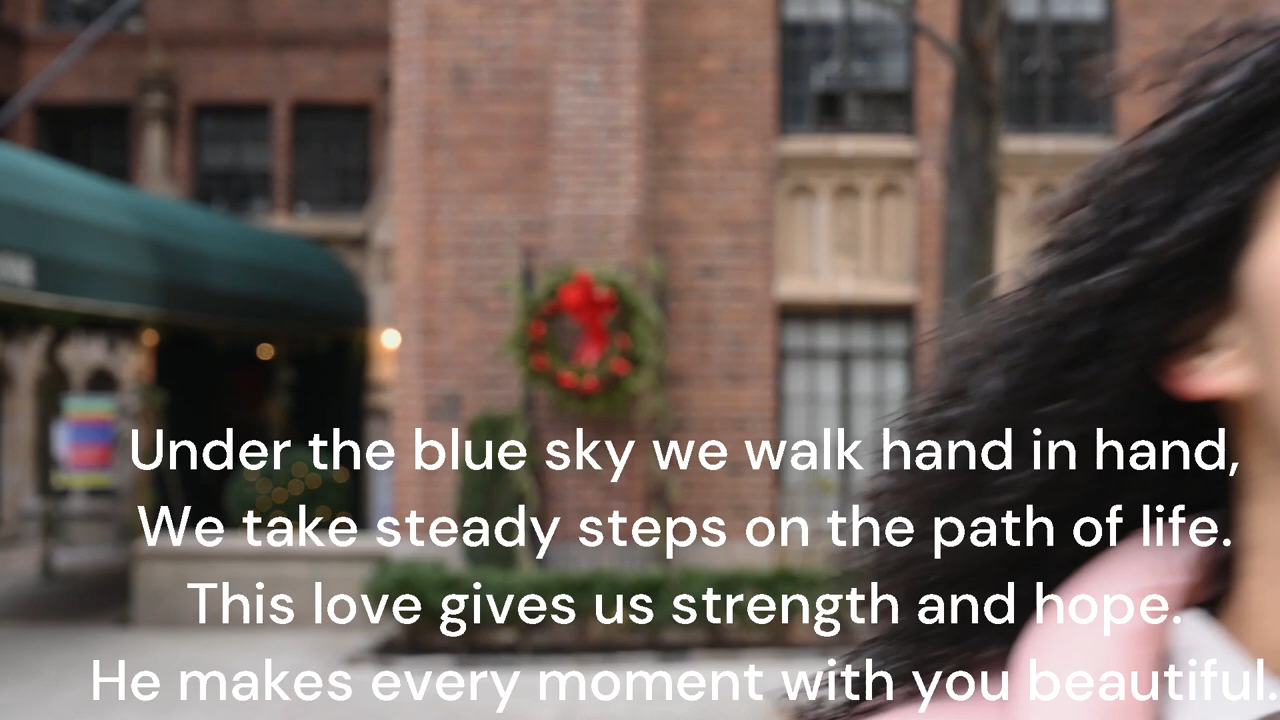 Under the blue sky we walk hand in hand,
We take steady steps on the path of life.
This love gives us strength and hope.
He makes every moment with you beautiful.